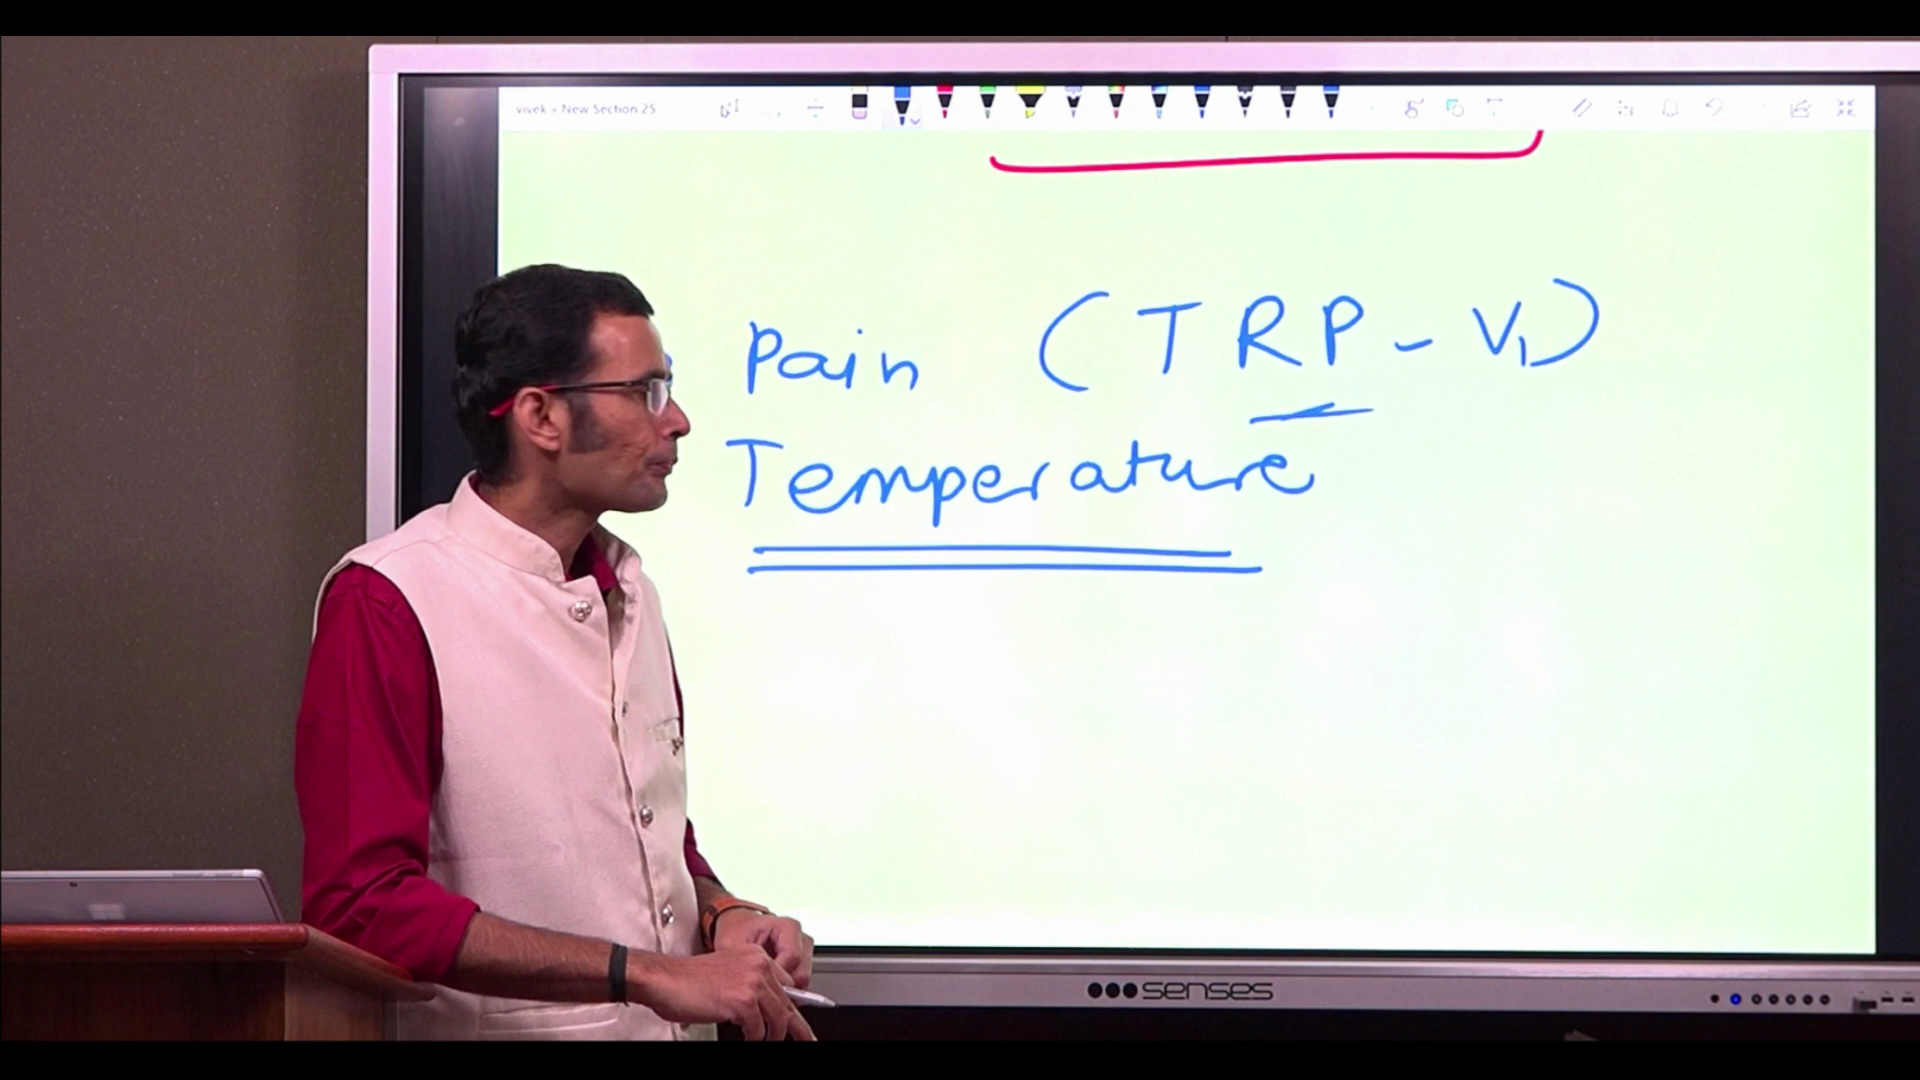 vivek » New Section 25
Pain (TRP-V1)
Temperature
senses